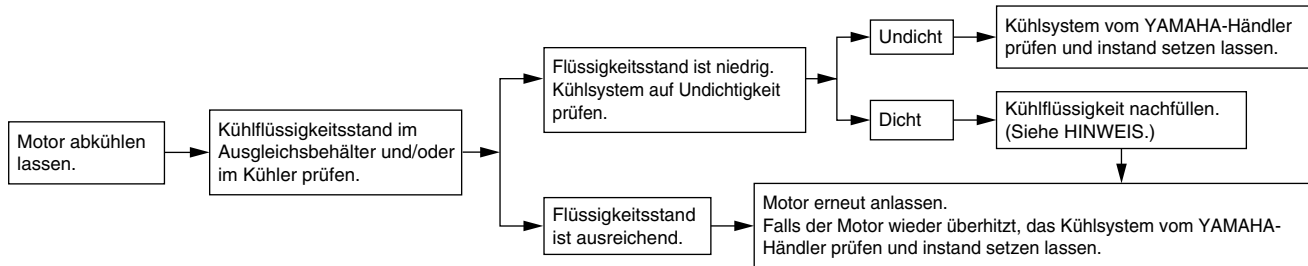 Motor abkühlen
lassen.
Kühlflüssigkeitsstand im
Ausgleichsbehälter und/oder
im Kühler prüfen.
Flüssigkeitsstand ist niedrig.
Kühlsystem auf Undichtigkeit
prüfen.
Undicht
Kühlsystem vom YAMAHA-Händler
prüfen und instand setzen lassen.
Dicht
Kühlflüssigkeit nachfüllen.
(Siehe HINWEIS.)
Flüssigkeitsstand
ist ausreichend.
Motor erneut anlassen.
Falls der Motor wieder überhitzt, das Kühlsystem vom YAMAHA-
Händler prüfen und instand setzen lassen.